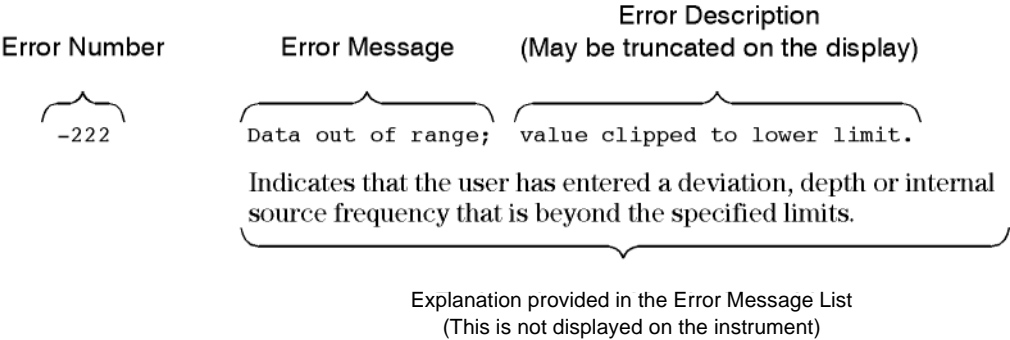 Error Description
Error Number Error Message (May be truncated on the display)
-222 Data out of range; value clipped to lower limit.
Indicates that the user has entered a deviation, depth or internal
source frequency that is beyond the specified limits.
Explanation provided in the Error Message List
(This is not displayed on the instrument)